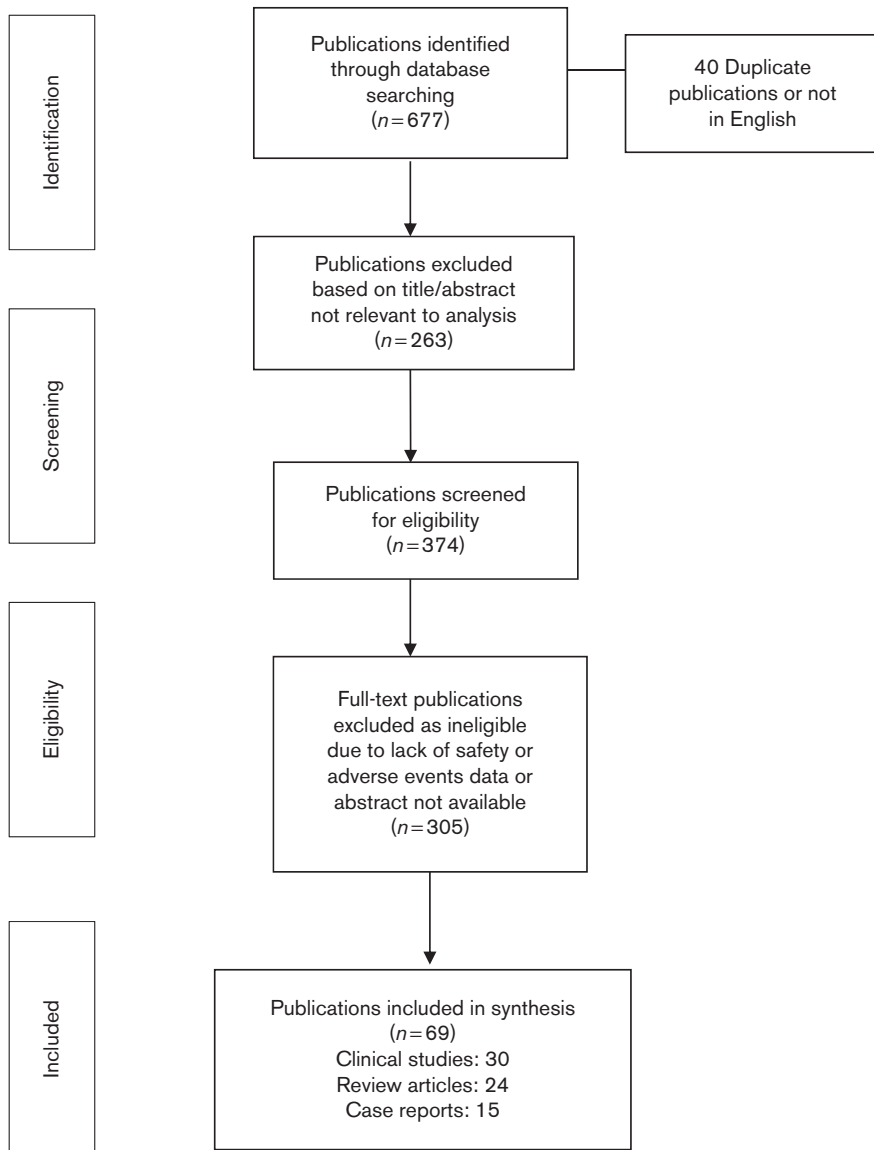 Identification
Publications identified
through database
searching
(n=677)
40 Duplicate
publications or not
in English
Publications excluded
based on title/abstract
not relevant to analysis
(n=263)
Screening
Publications screened
for eligibility
(n=374)
Eligibility
Full-text publications
excluded as ineligible
due to lack of safety or
adverse events data or
abstract not available
(n=305)
Included
Publications included in synthesis
(n=69)
Clinical studies: 30
Review articles: 24
Case reports: 15